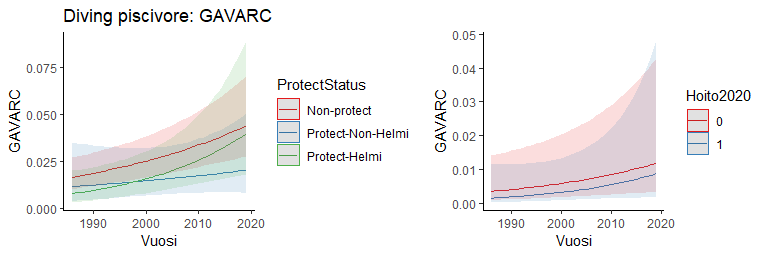 Diving piscivore: GAVARC
GAVARC
0.075
0.050
0.025
0.000
1990
2000
2010
2020
Vuosi
ProtectStatus
Non-protect
Protect-Non-Helmi
Protect-Helmi
GAVARC
0.05
0.04
0.03
0.02
0.01
0.00
1990
2000
2010
2020
Vuosi
Hoito2020
0
1